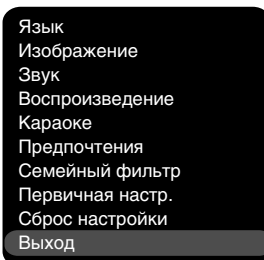 Язык
Изображение
Звук
Воспроизведение
Караоке
Предпочтения
Семейный фильтр
Первичная настр.
Сброс настройки
Выход